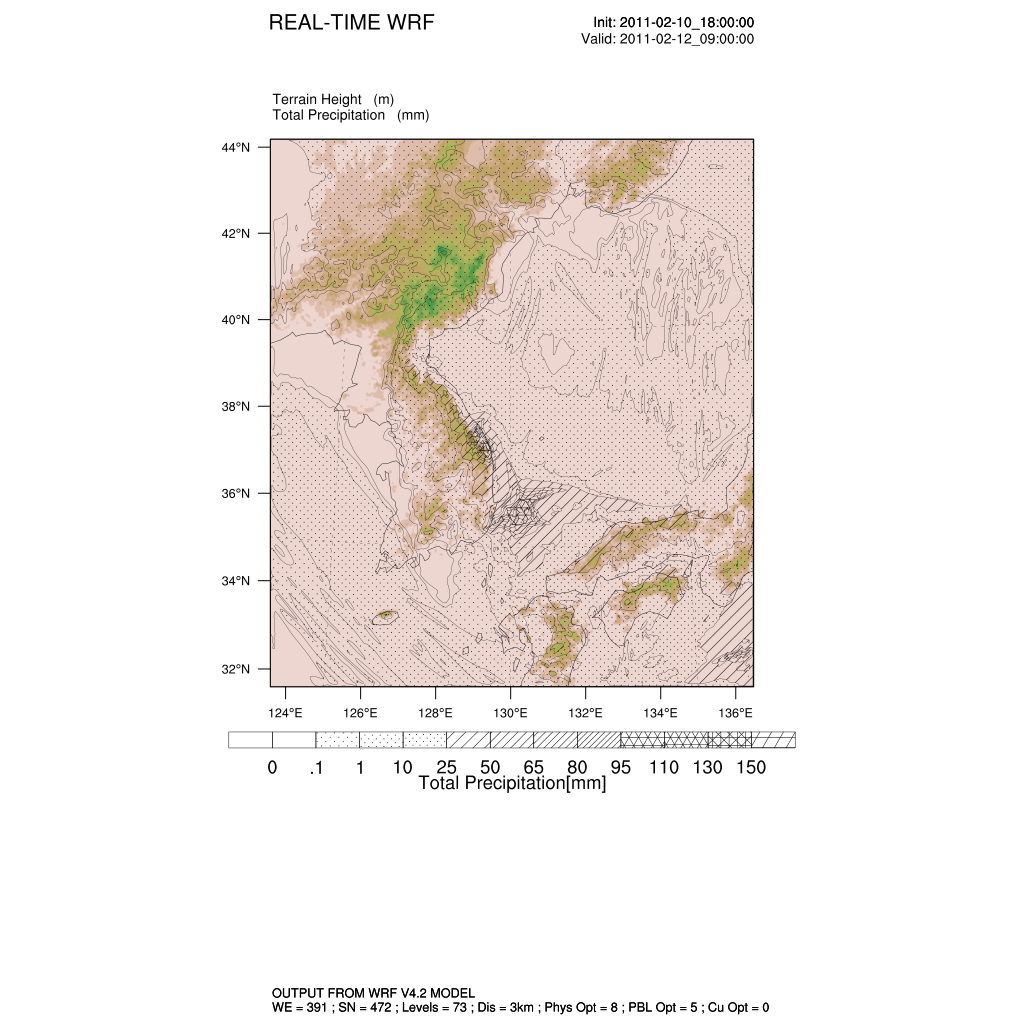 REAL-TIME WRF
Init: 2011-02-10_18:00:00
Valid: 2011-02-12_09:00:00
Terrain Height (m)
Total Precipitation (mm)
44°N
42°N
40°N
38°N
36°N
34°N
32°N
124°E 126°E 128°E 130°E 132°E 134°E 136°E
0 .1 1 10 25 50 65 80 95 110 130 150
Total Precipitation[mm]
OUTPUT FROM WRF V4.2 MODEL
WE = 391 ; SN = 472 ; Levels = 73 ; Dis = 3km ; Phys Opt = 8 ; PBL Opt = 5 ; Cu Opt = 0